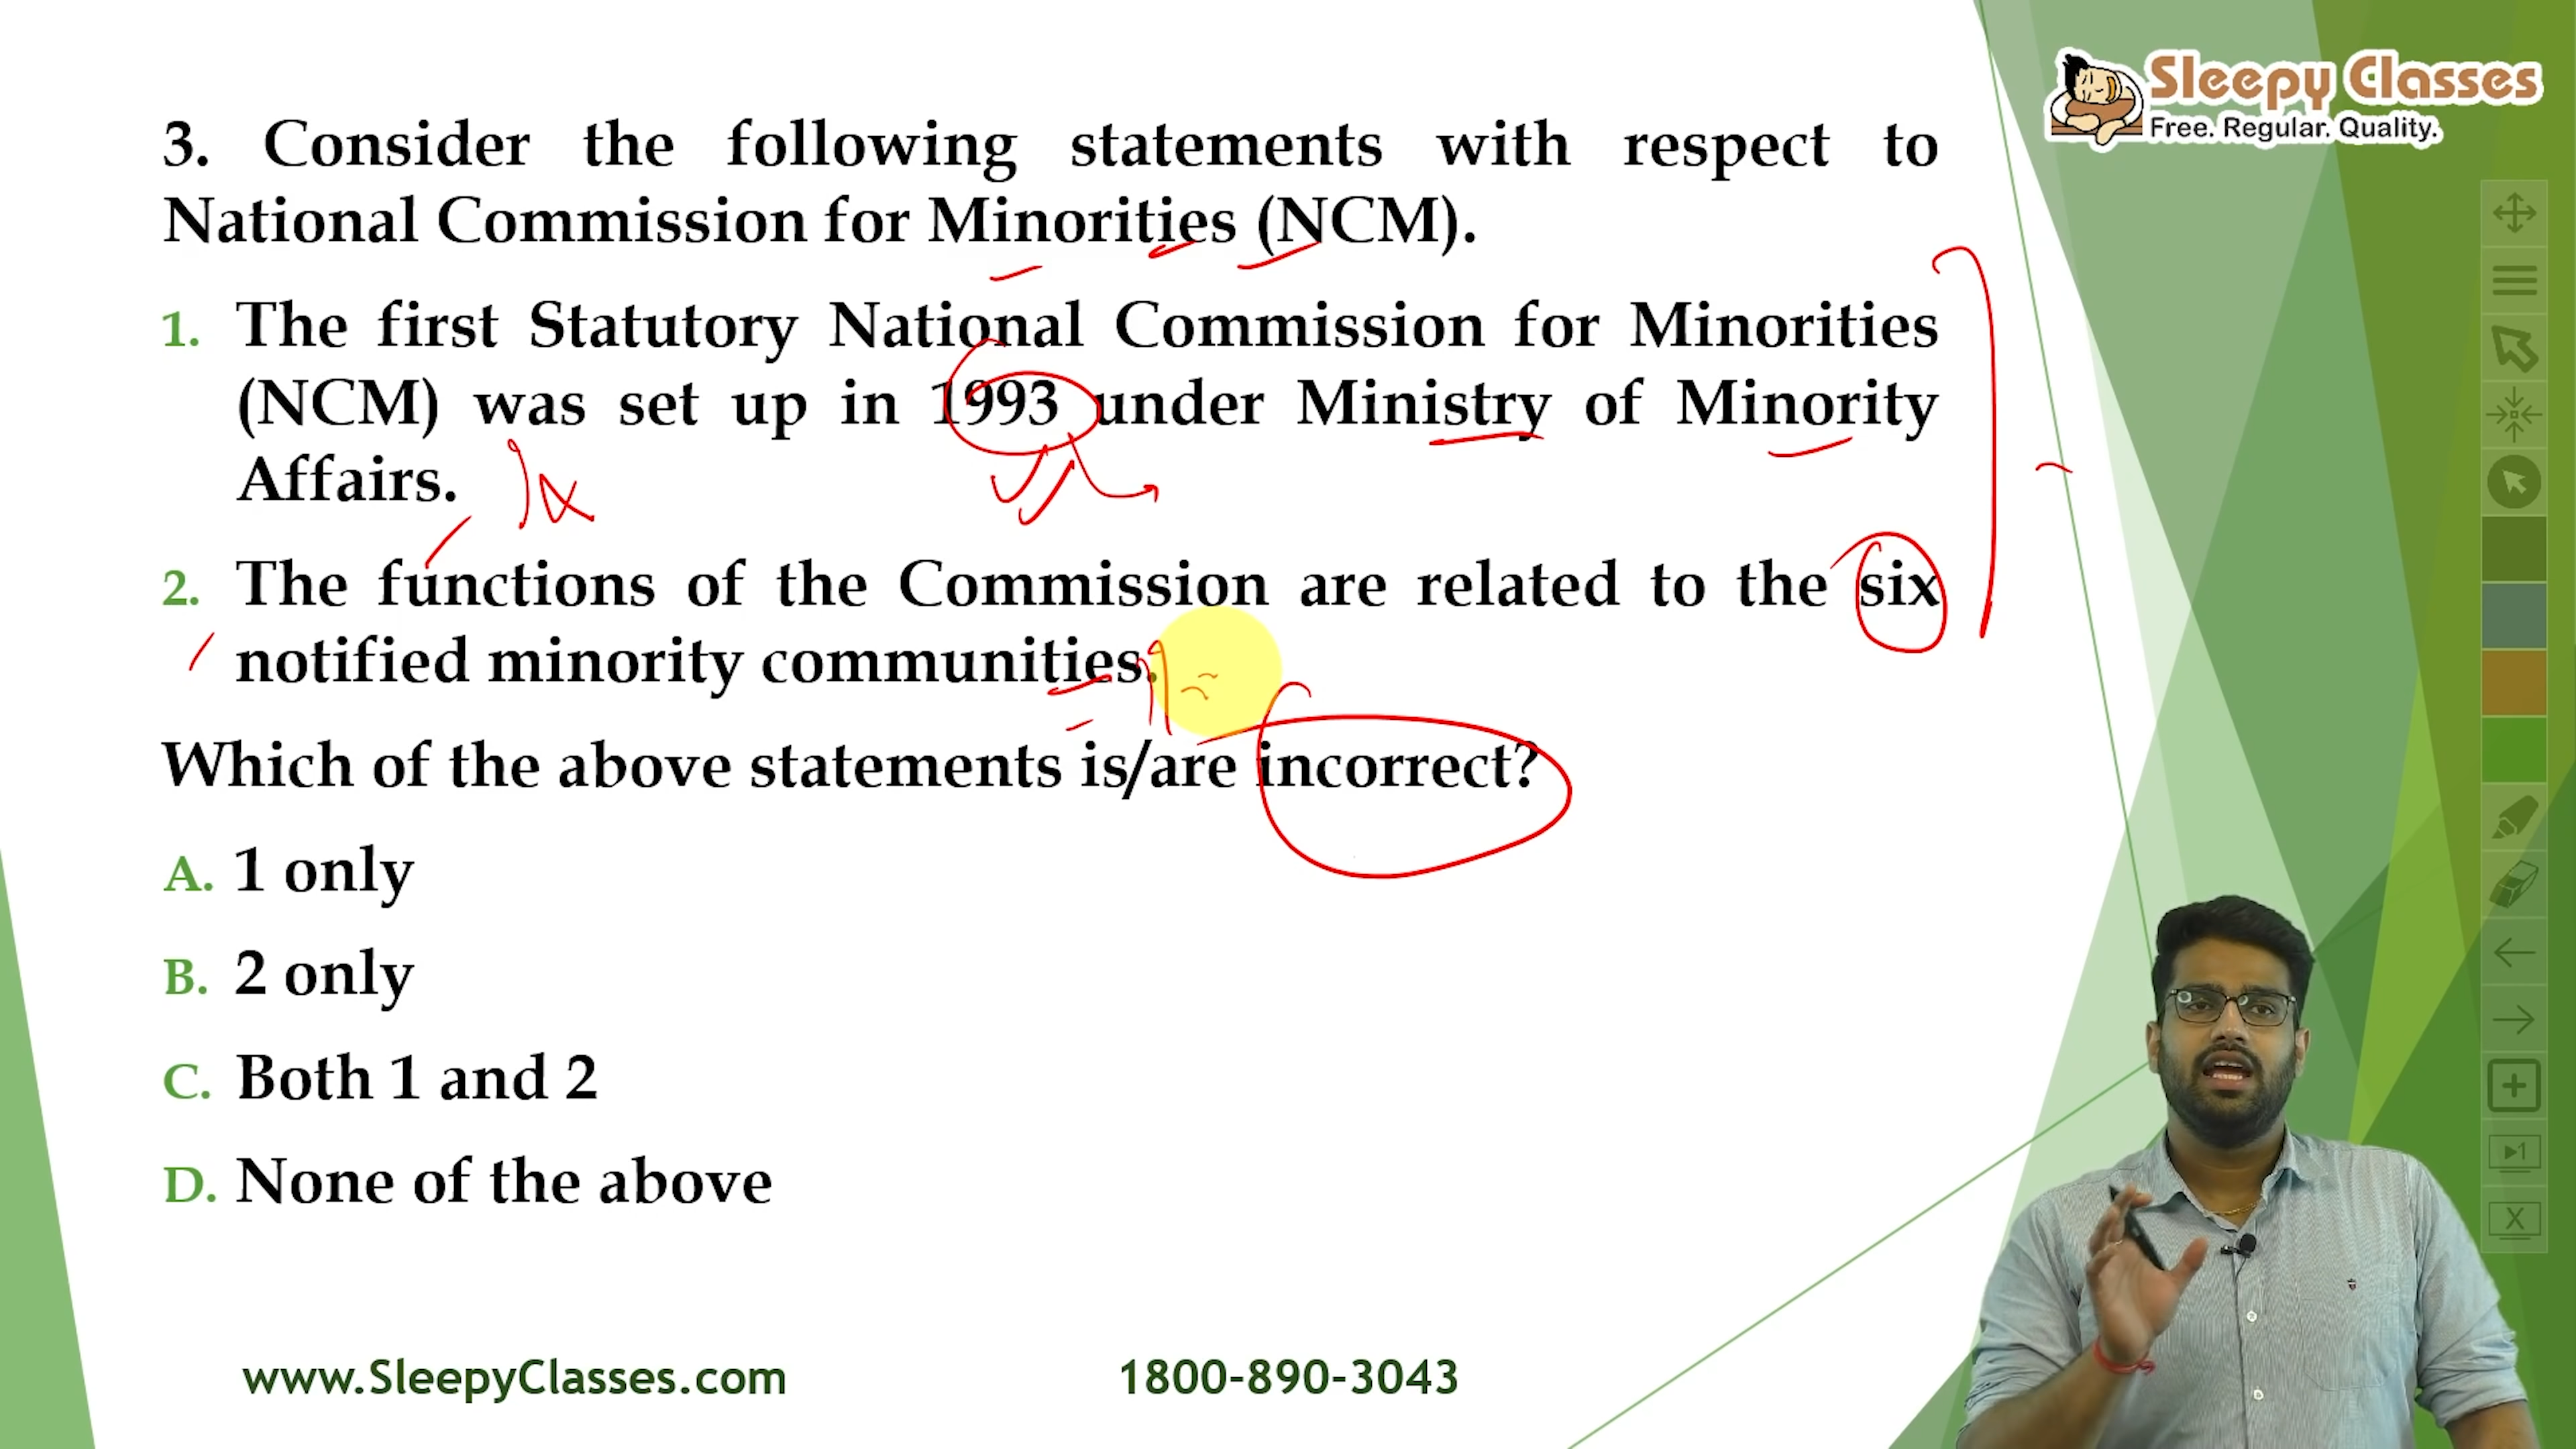 Sleepy Classes
Free. Regular. Quality.
3. Consider the following statements with respect to
National Commission for Minorities (NCM).
1. The first Statutory National Commission for Minorities
(NCM) was set up in 1993 under Ministry of Minority
Affairs.
2. The functions of the Commission are related to the six
notified minority communities.
Which of the above statements is/are incorrect?
A. 1 only
B. 2 only
C. Both 1 and 2
D. None of the above
www.SleepyClasses.com 1800-890-3043